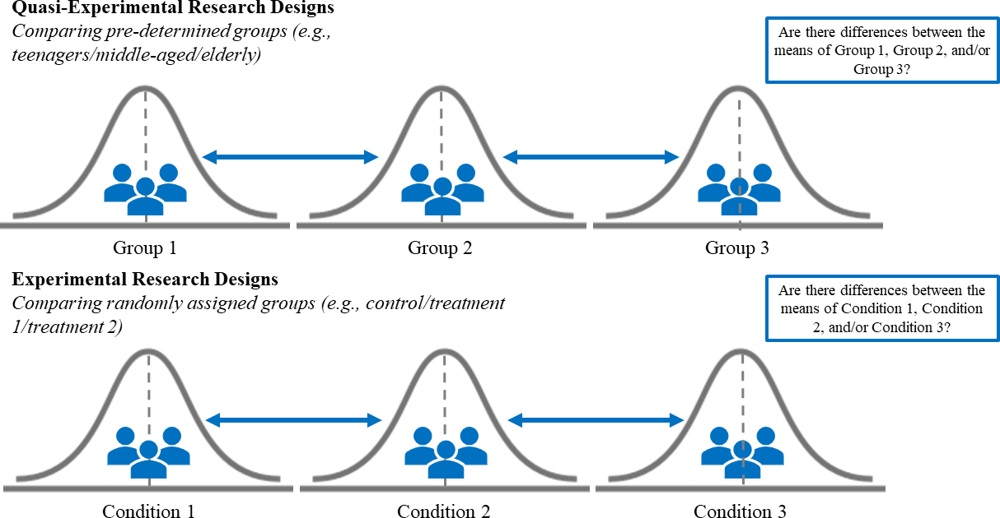 Quasi-Experimental Research Designs
Comparing pre-determined groups (e.g.,
teenagers/middle-aged/elderly)
Are there differences between the
means of Group 1, Group 2, and/or
Group 3?
Group 1
Group 2
Group 3
Experimental Research Designs
Comparing randomly assigned groups (e.g., control/treatment
1/treatment 2)
Are there differences between the
means of Condition 1, Condition
2, and/or Condition 3?
Condition 1
Condition 2
Condition 3